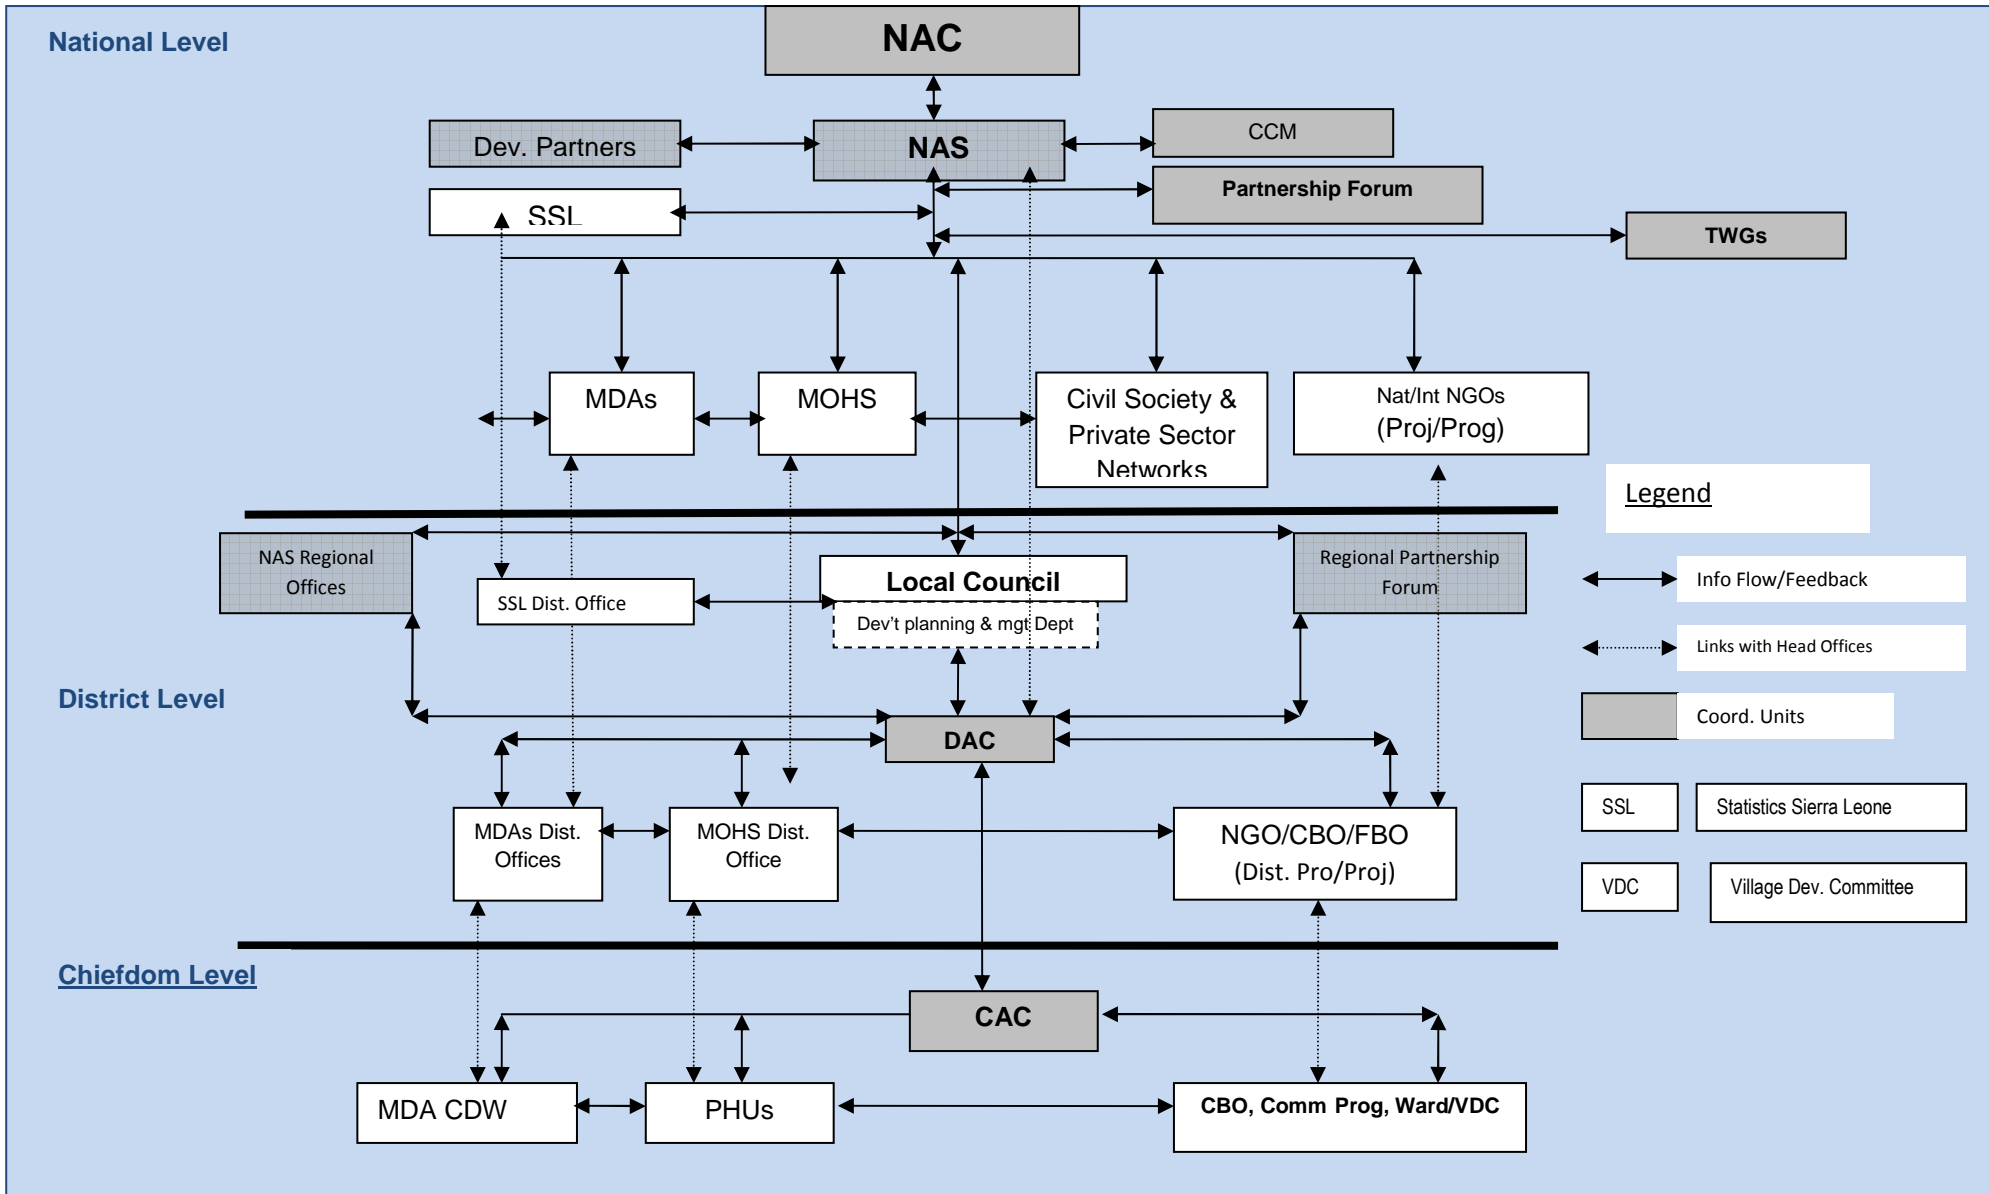 National Level
NAC
Dev. Partners
NAS
CCM
Partnership Forum
SSL
TWGs
MDAs
MOHS
Civil Society &
Private Sector
Networks
Nat/Int NGOs
(Proj/Prog)
Legend
NAS Regional
Offices
SSL Dist. Office
Local Council
Dev't planning & mgt Dept
Regional Partnership
Forum
Info Flow/Feedback
Links with Head Offices
District Level
DAC
Coord. Units
MDAs Dist.
Offices
MOHS Dist.
Office
NGO/CBO/FBO
(Dist. Pro/Proj)
SSL
Statistics Sierra Leone
VDC
Village Dev. Committee
Chiefdom Level
CAC
MDA CDW
PHUs
CBO, Comm Prog, Ward/VDC